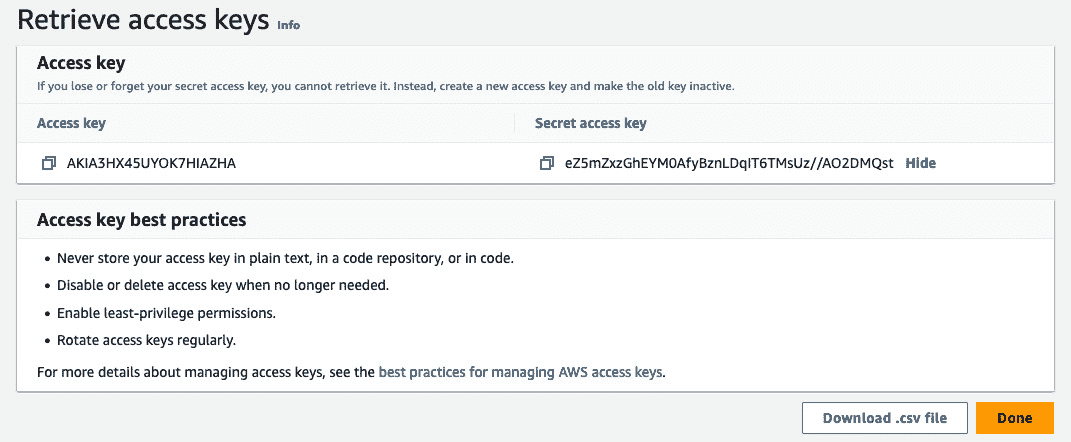 Retrieve access keys Info
Access key
If you lose or forget your secret access key, you cannot retrieve it. Instead, create a new access key and make the old key inactive.
Access key Secret access key
AKIA3HX45UYOK7HIAZHA eZ5mZxzGhEYM0AfyBznLDqIT6TMsUz//AO2DMQst Hide
Access key best practices
• Never store your access key in plain text, in a code repository, or in code.
• Disable or delete access key when no longer needed.
• Enable least-privilege permissions.
• Rotate access keys regularly.
For more details about managing access keys, see the best practices for managing AWS access keys.
Download .csv file Done